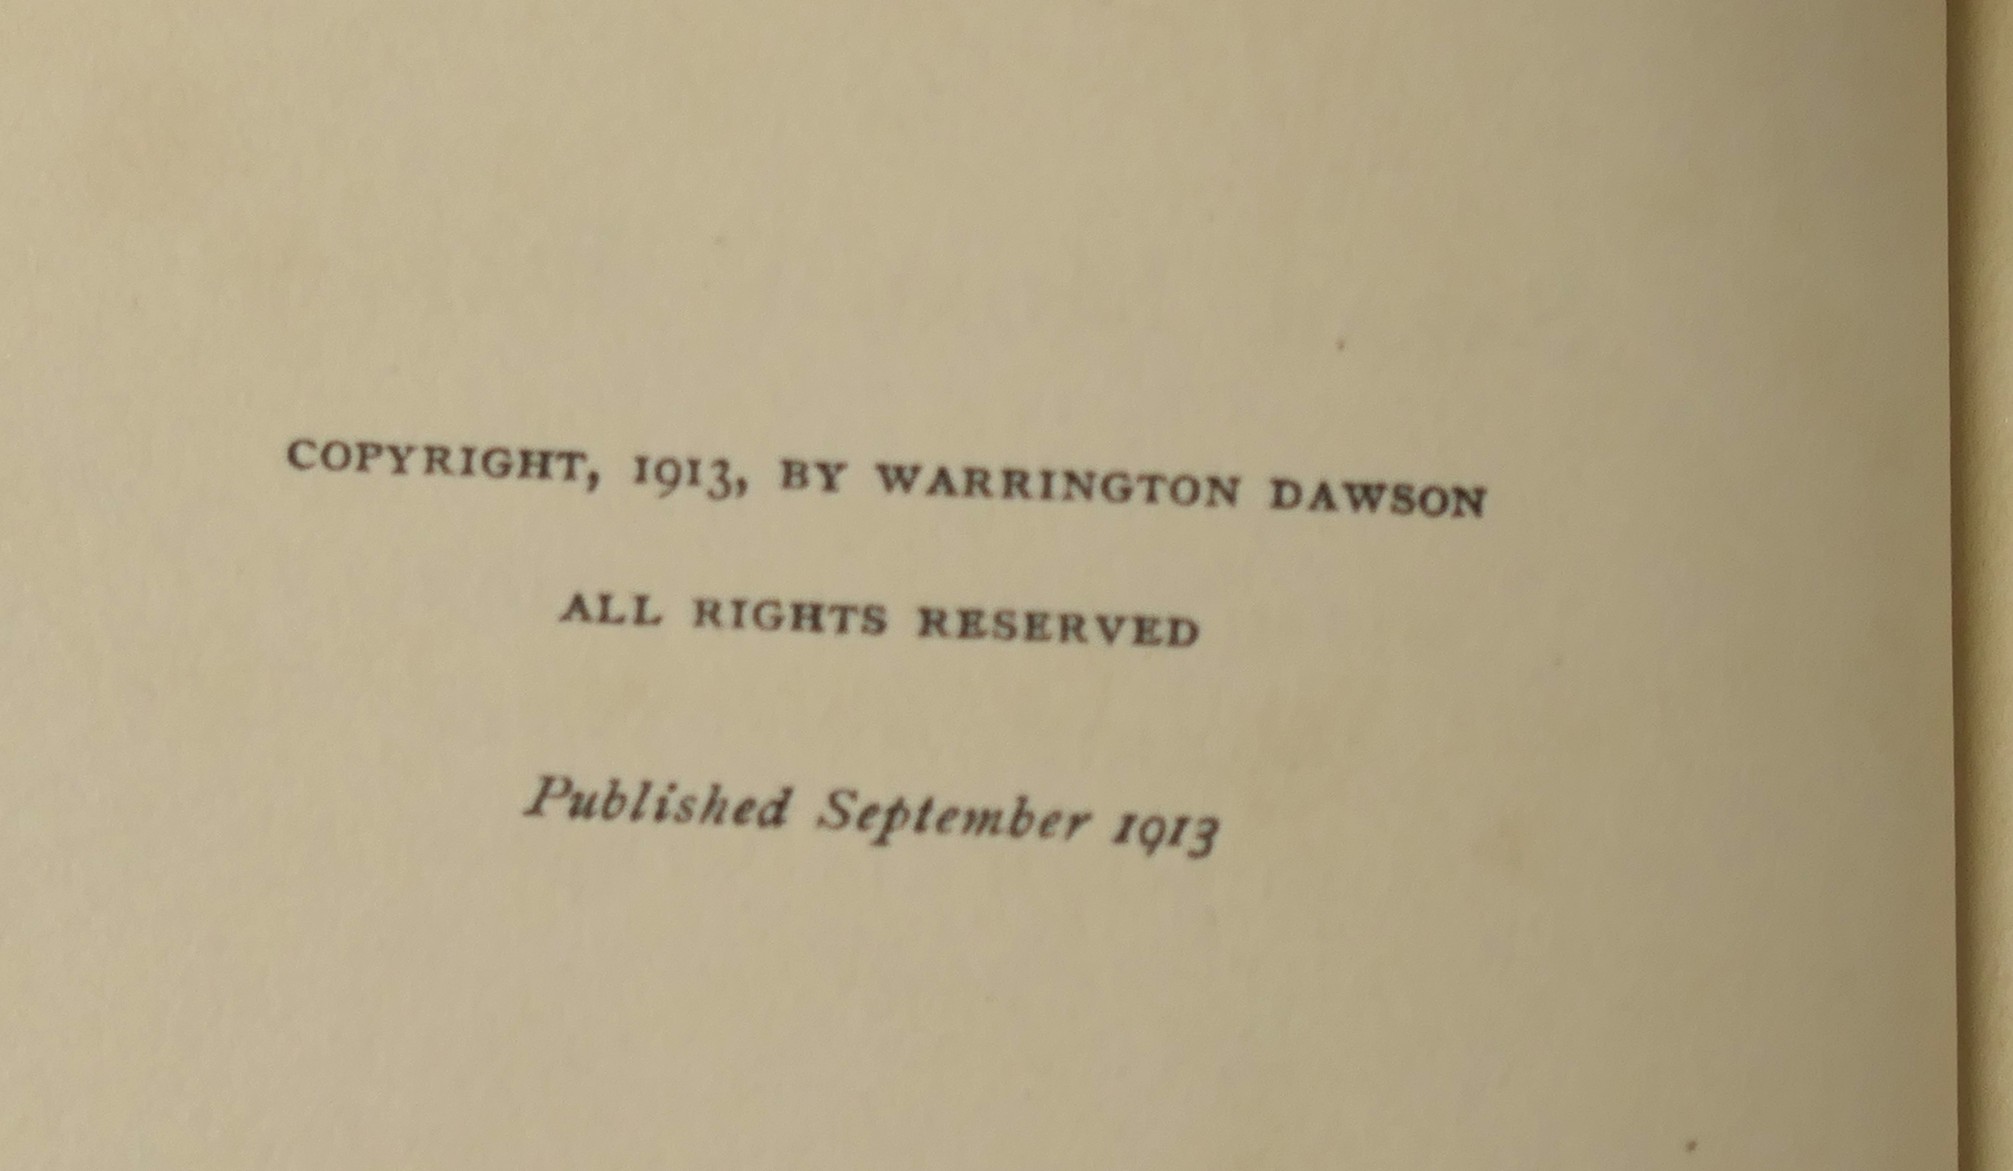 COPYRIGHT, 1913, BY WARRINGTON DAWSON
ALL RIGHTS RESERVED
Published September 1913